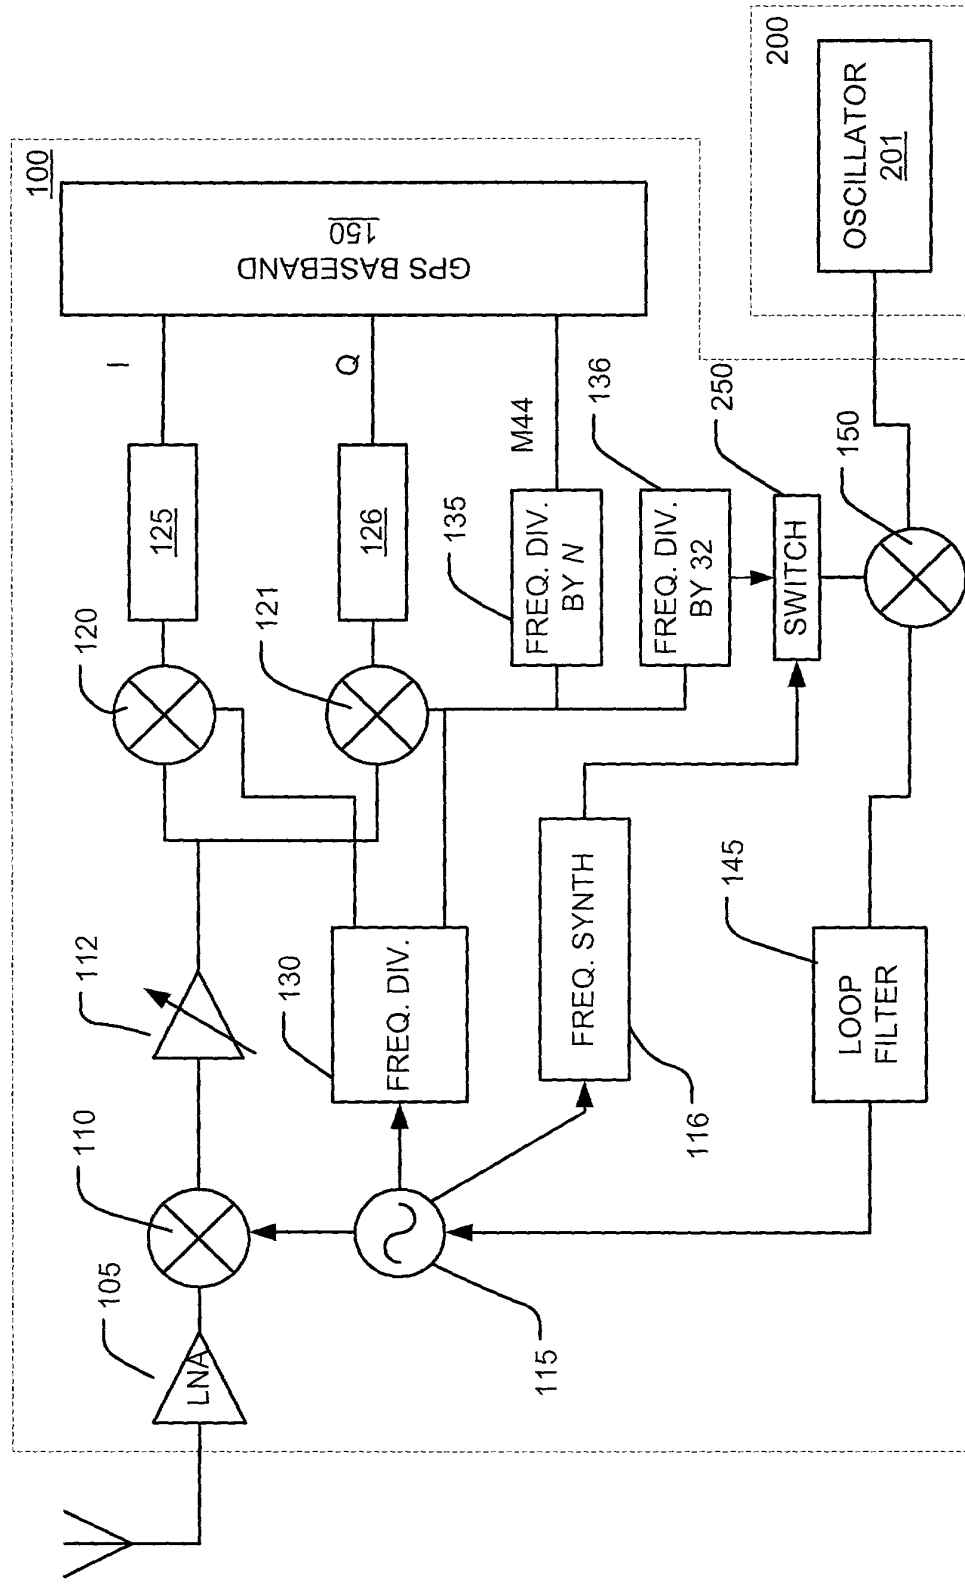 100
105
LNA
110
112
120
125
I
GPS BASEBAND
150
121
126
Q
115
130
FREQ. DIV.
135
FREQ. DIV.
BY N
M44
136
FREQ. DIV.
BY 32
116
FREQ. SYNTH
250
SWITCH
145
LOOP
FILTER
150
200
OSCILLATOR
201